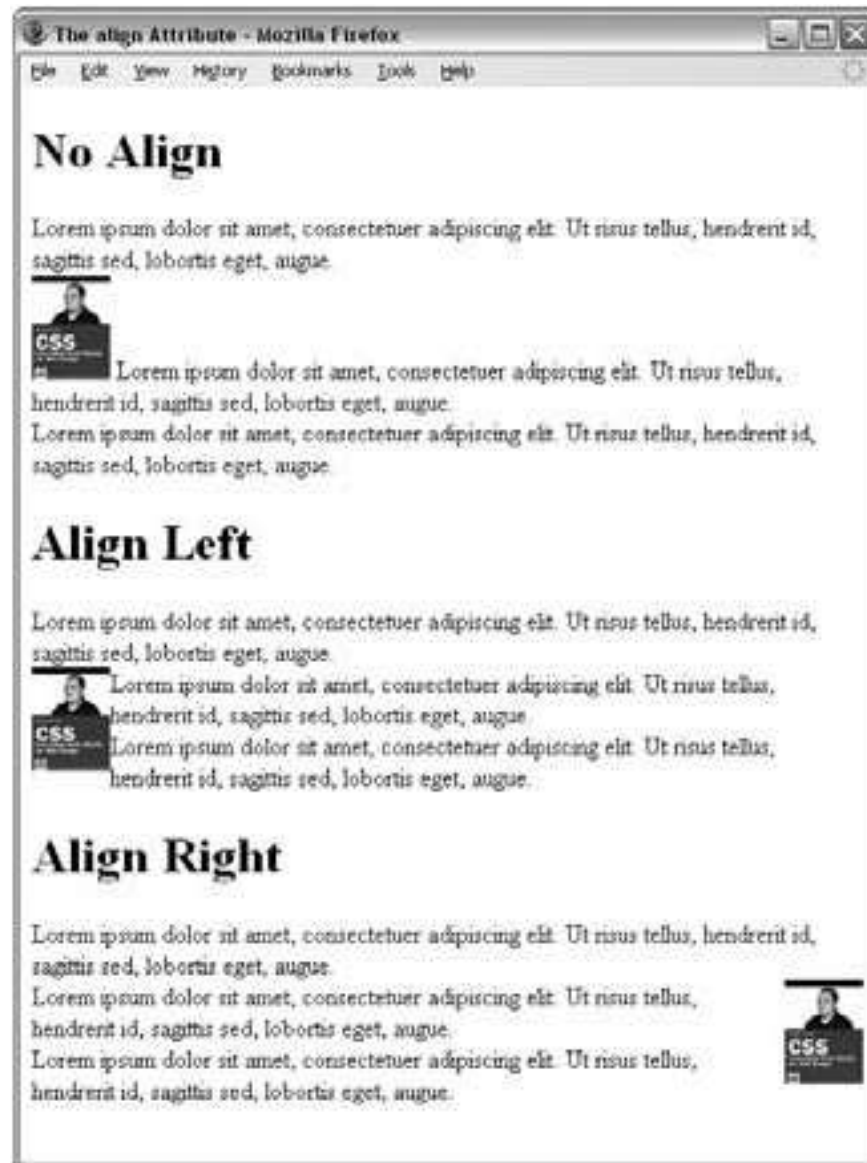 The align Attribute - Mozilla Firefox
File Edit View History Bookmarks Tools Help
No Align
Lorem ipsum dolor sit amet, consectetuer adipiscing elit. Ut risus tellus, hendrerit id,
sagittis sed, lobortis eget, augue.
CSS
Lorem ipsum dolor sit amet, consectetuer adipiscing elit. Ut risus tellus,
hendrerit id, sagittis sed, lobortis eget, augue.
Lorem ipsum dolor sit amet, consectetuer adipiscing elit. Ut risus tellus, hendrerit id,
sagittis sed, lobortis eget, augue.
Align Left
Lorem ipsum dolor sit amet, consectetuer adipiscing elit. Ut risus tellus, hendrerit id,
sagittis sed, lobortis eget, augue.
CSS
Lorem ipsum dolor sit amet, consectetuer adipiscing elit. Ut risus tellus,
hendrerit id, sagittis sed, lobortis eget, augue.
Lorem ipsum dolor sit amet, consectetuer adipiscing elit. Ut risus tellus,
hendrerit id, sagittis sed, lobortis eget, augue.
Align Right
Lorem ipsum dolor sit amet, consectetuer adipiscing elit. Ut risus tellus, hendrerit id,
sagittis sed, lobortis eget, augue.
Lorem ipsum dolor sit amet, consectetuer adipiscing elit. Ut risus tellus,
hendrerit id, sagittis sed, lobortis eget, augue.
Lorem ipsum dolor sit amet, consectetuer adipiscing elit. Ut risus tellus,
hendrerit id, sagittis sed, lobortis eget, augue.
CSS